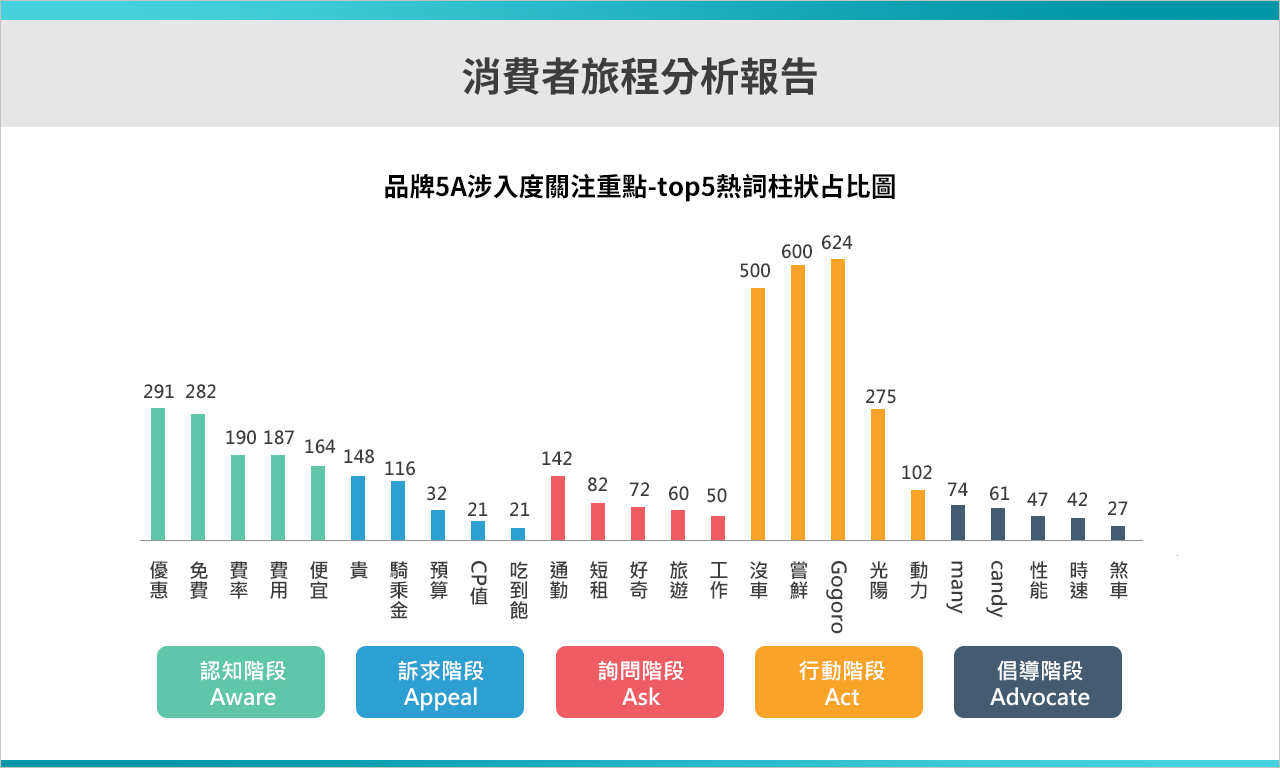 消費者旅程分析報告
品牌5A涉入度關注重點-top5熱詞柱狀占比圖
291 282 190 187 164 148 116 32 21 21 142 82 72 60 50 500 600 624 275 102 74 61 47 42 27
優惠 免費 費率 費用 便宜 貴 騎乘金 預算 CP值 吃到飽 通勤 短租 好奇 旅遊 工作 沒車 嘗鮮 Gogoro 光陽 動力 many candy 性能 時速 煞車
認知階段 訴求階段 詢問階段 行動階段 倡導階段
Aware Appeal Ask Act Advocate